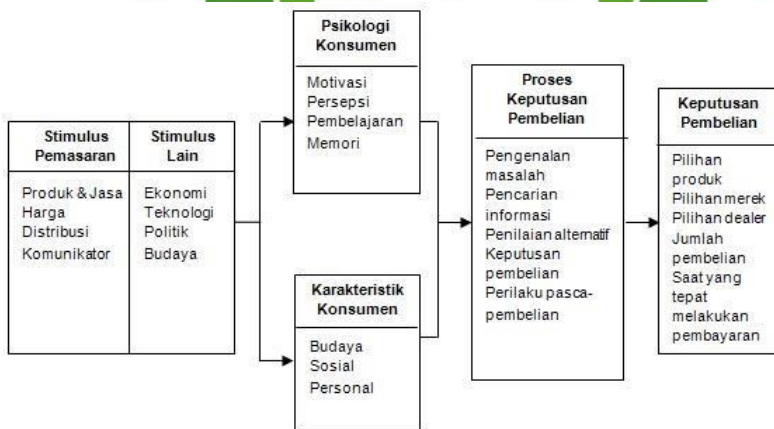 Stimulus
Pemasaran
Produk & Jasa
Harga
Distribusi
Komunikator
Stimulus
Lain
Ekonomi
Teknologi
Politik
Budaya
Psikologi
Konsumen
Motivasi
Persepsi
Pembelajaran
Memori
Karakteristik
Konsumen
Budaya
Sosial
Personal
Proses
Keputusan
Pembelian
Pengenalan
masalah
Pencarian
informasi
Penilaian alternatif
Keputusan
pembelian
Perilaku pasca-
pembelian
Keputusan
Pembelian
Pilihan
produk
Pilihan merek
Pilihan dealer
Jumlah
pembelian
Saat yang
tepat
melakukan
pembayaran